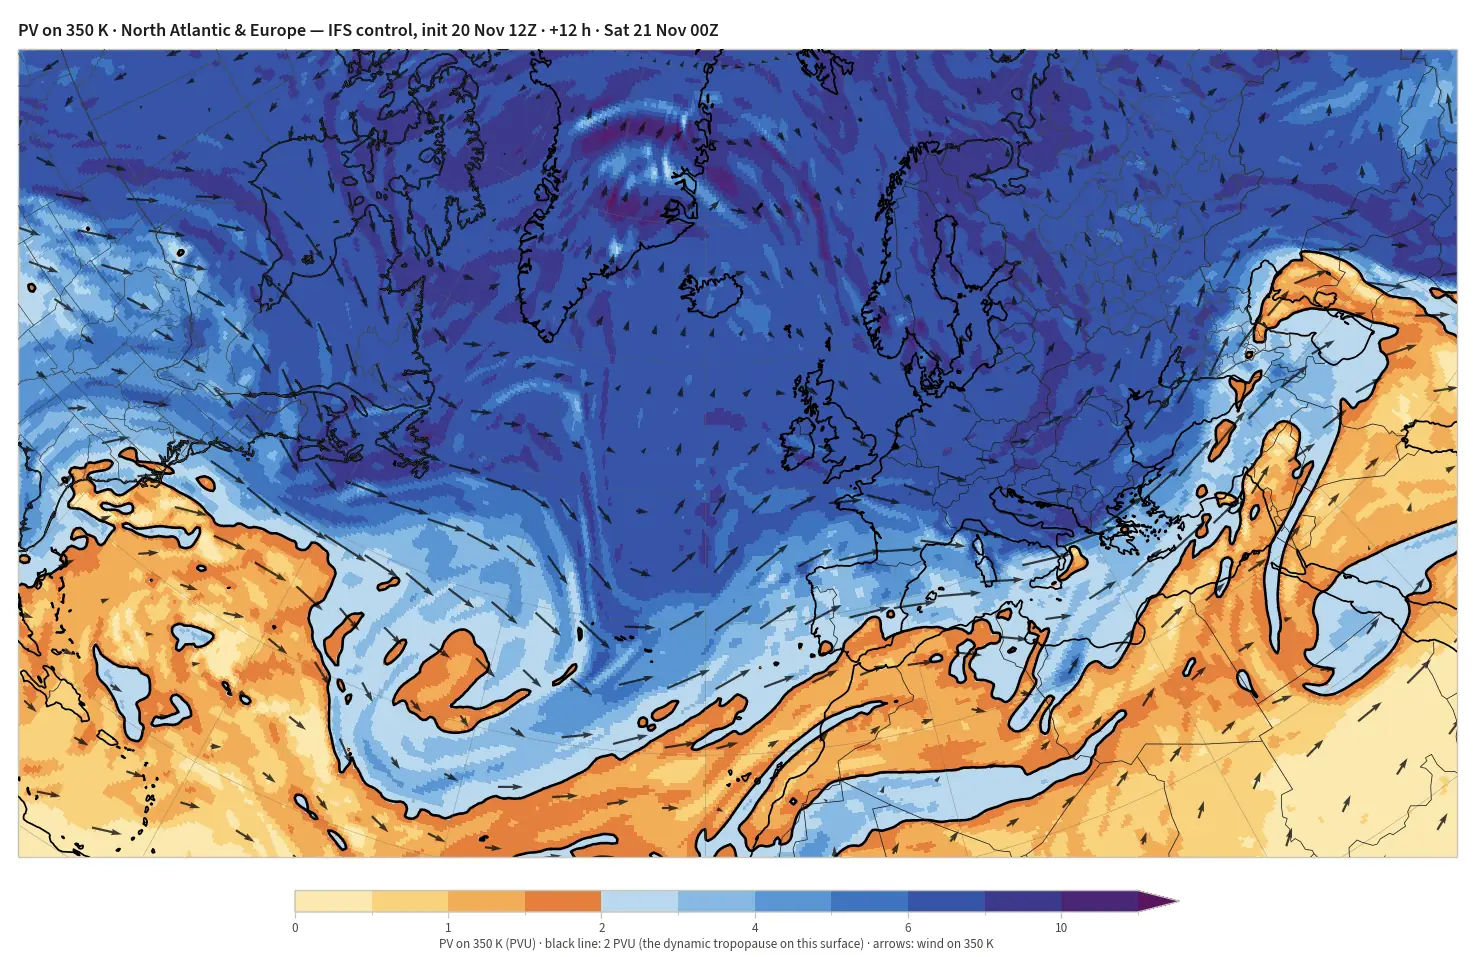 PV on 350 K · North Atlantic & Europe — IFS control, init 20 Nov 12Z · +12 h · Sat 21 Nov 00Z
0 1 2 4 6 10
PV on 350 K (PVU) · black line: 2 PVU (the dynamic tropopause on this surface) · arrows: wind on 350 K